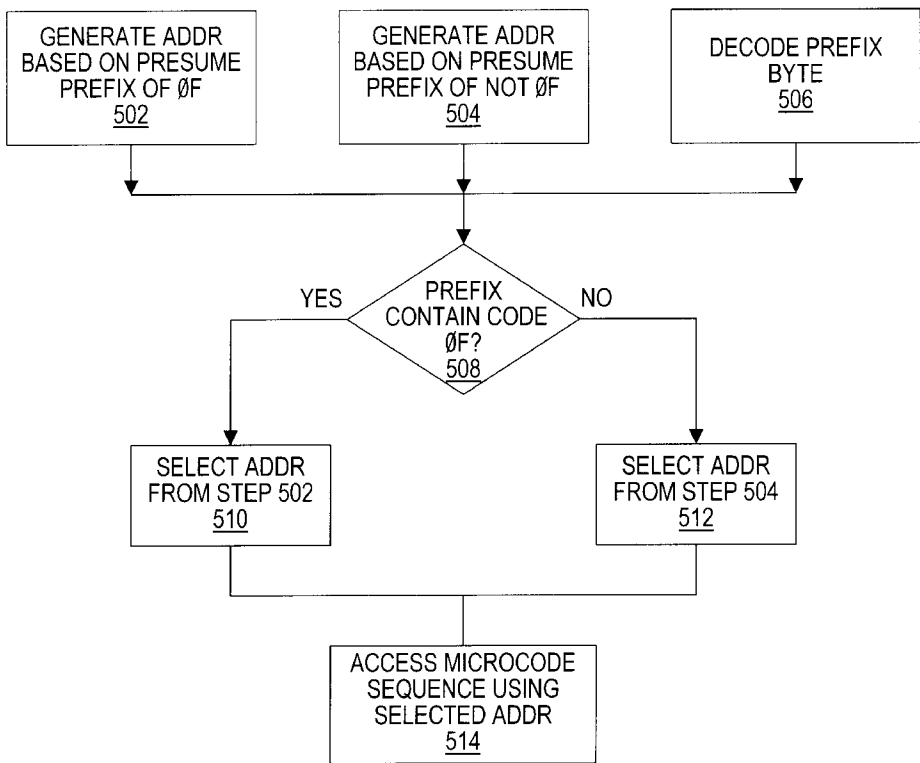 GENERATE ADDR
BASED ON PRESUME
PREFIX OF ØF
502
GENERATE ADDR
BASED ON PRESUME
PREFIX OF NOT ØF
504
DECODE PREFIX
BYTE
506
YES
PREFIX
CONTAIN CODE
ØF?
508
NO
SELECT ADDR
FROM STEP 502
510
SELECT ADDR
FROM STEP 504
512
ACCESS MICROCODE
SEQUENCE USING
SELECTED ADDR
514